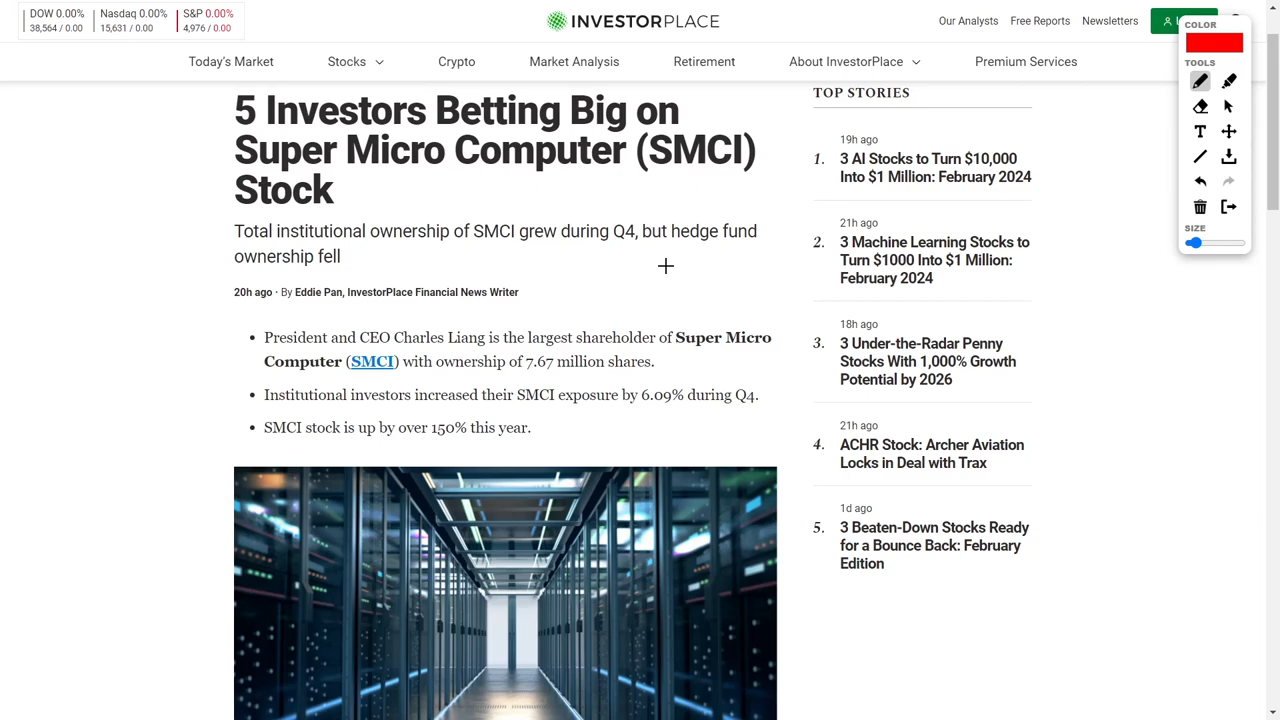 DOW 0.00%
38,564 / 0.00
Nasdaq 0.00%
15,631 / 0.00
S&P 0.00%
4,976 / 0.00
INVESTORPLACE
Our Analysts
Free Reports
Newsletters
Today's Market
Stocks
Crypto
Market Analysis
Retirement
About InvestorPlace
Premium Services
5 Investors Betting Big on
Super Micro Computer (SMCI)
Stock
Total institutional ownership of SMCI grew during Q4, but hedge fund
ownership fell
20h ago · By Eddie Pan, InvestorPlace Financial News Writer
• President and CEO Charles Liang is the largest shareholder of Super Micro
Computer (SMCI) with ownership of 7.67 million shares.
• Institutional investors increased their SMCI exposure by 6.09% during Q4.
• SMCI stock is up by over 150% this year.
TOP STORIES
19h ago
1. 3 AI Stocks to Turn $10,000
Into $1 Million: February 2024
21h ago
2. 3 Machine Learning Stocks to
Turn $1000 Into $1 Million:
February 2024
18h ago
3. 3 Under-the-Radar Penny
Stocks With 1,000% Growth
Potential by 2026
21h ago
4. ACHR Stock: Archer Aviation
Locks in Deal with Trax
1d ago
5. 3 Beaten-Down Stocks Ready
for a Bounce Back: February
Edition
COLOR
TOOLS
T
SIZE